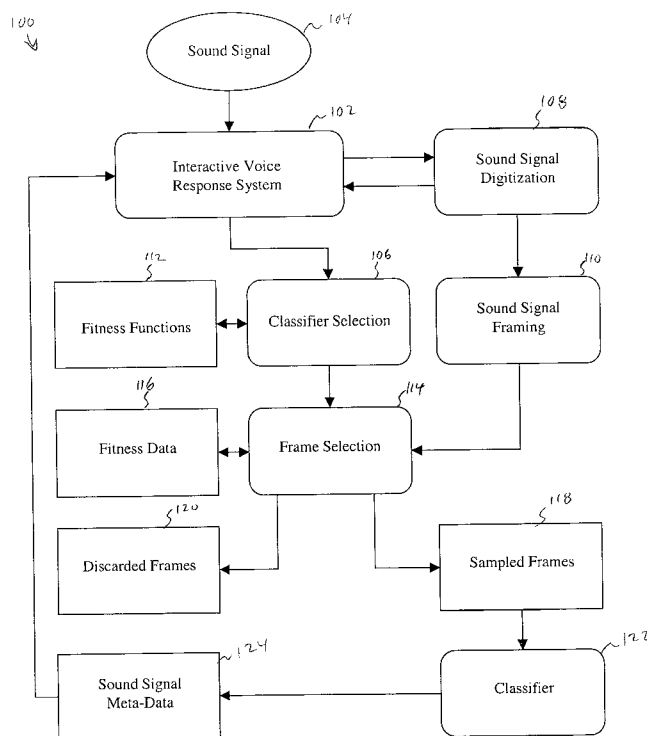 100
104
Sound Signal
102
108
Interactive Voice
Response System
Sound Signal
Digitization
112
106
110
Fitness Functions
Classifier Selection
Sound Signal
Framing
116
114
Fitness Data
Frame Selection
120
118
Discarded Frames
Sampled Frames
124
122
Sound Signal
Meta-Data
Classifier